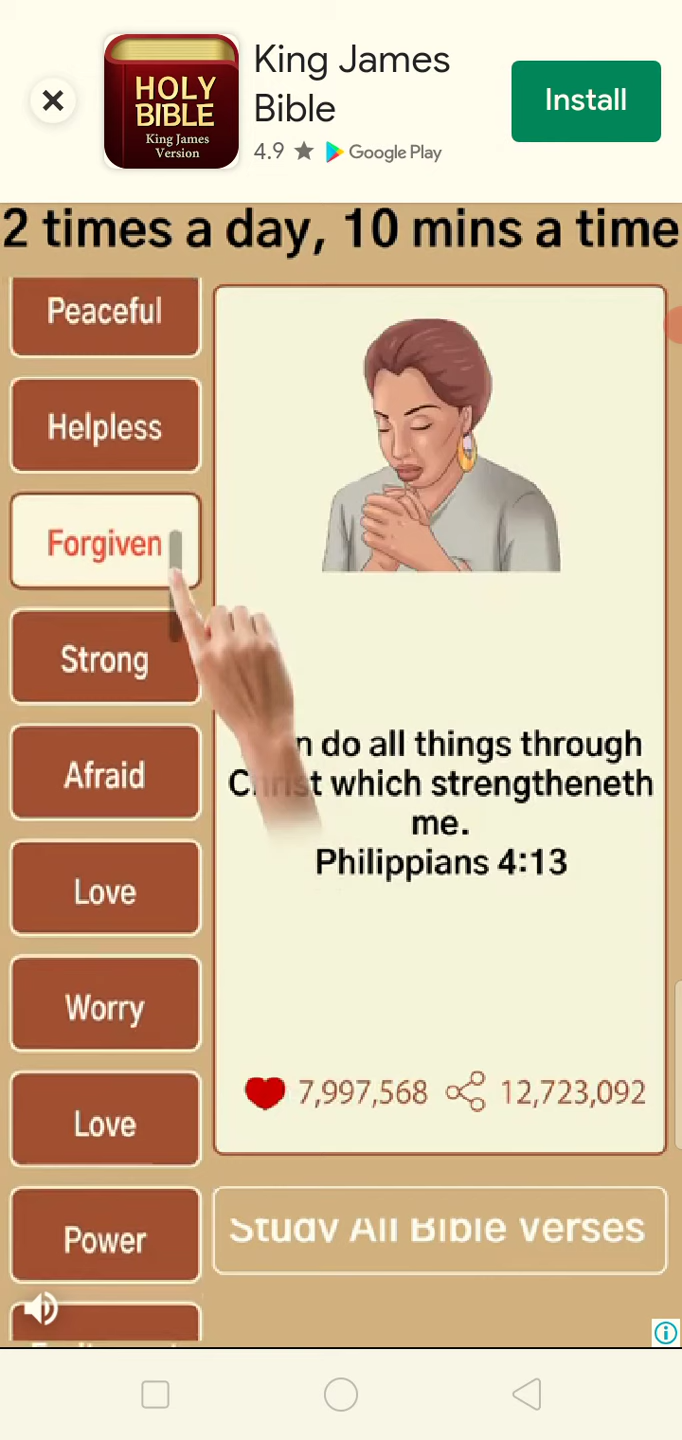 King James
Bible
Install
HOLY
BIBLE
King James
Version
4.9 ★ Google Play
2 times a day, 10 mins a time
Peaceful
Helpless
Forgiven
Strong
Afraid
Love
Worry
Love
Power
do all things through
Christ which strengtheneth
me.
Philippians 4:13
7,997,568
12,723,092
Study All Bible Verses